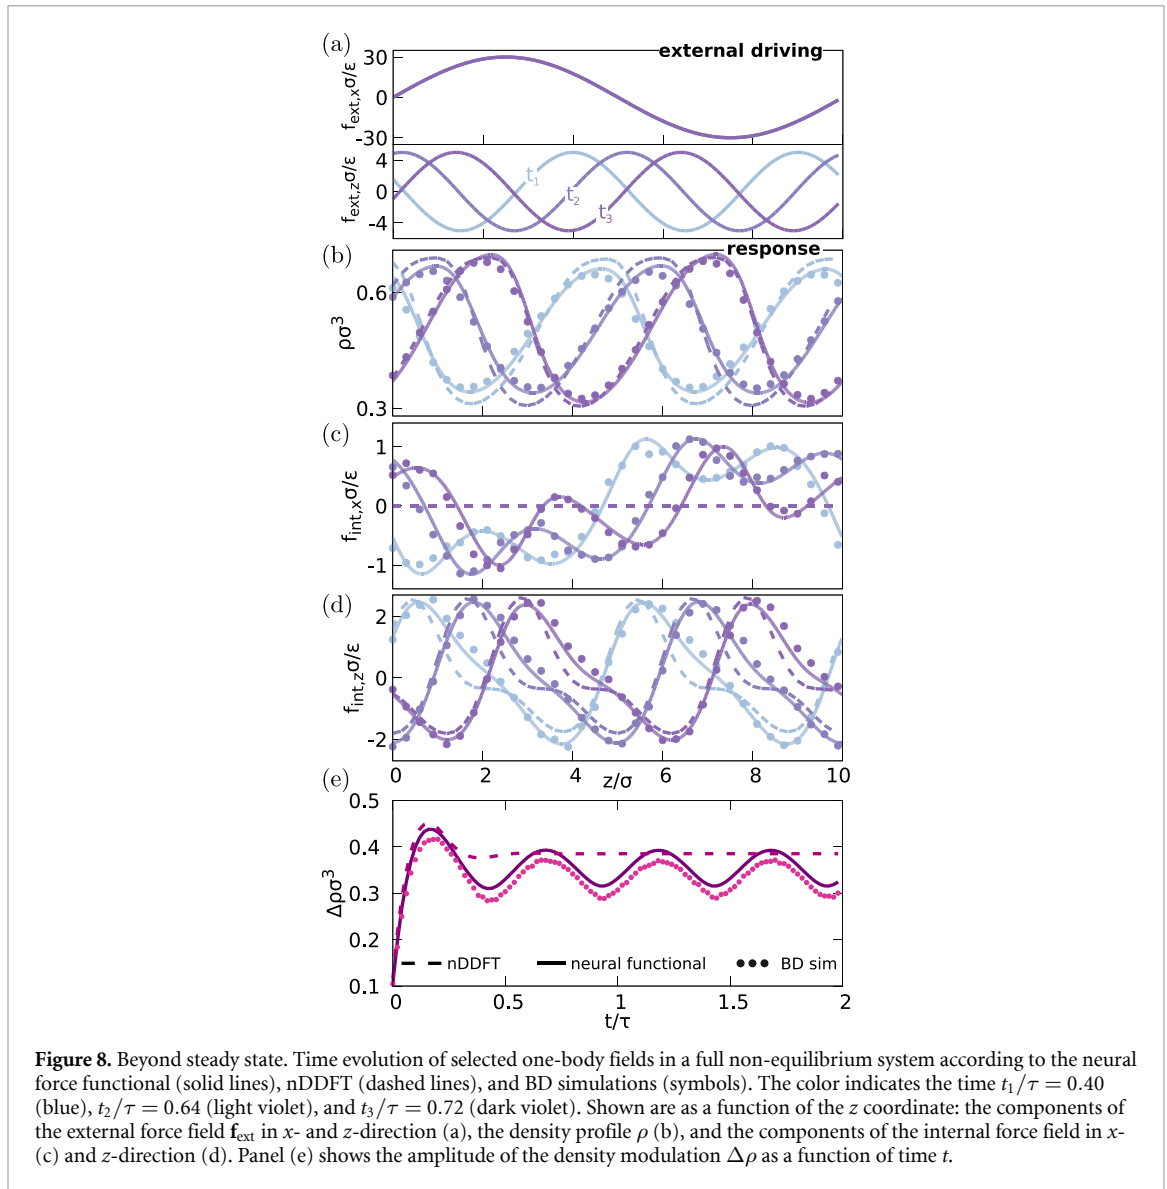 (a)
external driving
30
0
-30
f_ext,x σ/ε
4
0
-4
f_ext,z σ/ε
t₁
t₂
t₃
(b)
response
0.6
0.3
ρσ³
(c)
1
0
-1
f_int,x σ/ε
(d)
2
0
-2
f_int,z σ/ε
0 2 4 6 8 10
z/σ
(e)
0.5
0.4
0.3
0.2
0.1
Δρσ³
nDDFT neural functional BD sim
0 0.5 1 1.5 2
t/τ
Figure 8. Beyond steady state. Time evolution of selected one-body fields in a full non-equilibrium system according to the neural
force functional (solid lines), nDDFT (dashed lines), and BD simulations (symbols). The color indicates the time t₁/τ = 0.40
(blue), t₂/τ = 0.64 (light violet), and t₃/τ = 0.72 (dark violet). Shown are as a function of the z coordinate: the components of
the external force field f_ext in x- and z-direction (a), the density profile ρ (b), and the components of the internal force field in x-
(c) and z-direction (d). Panel (e) shows the amplitude of the density modulation Δρ as a function of time t.